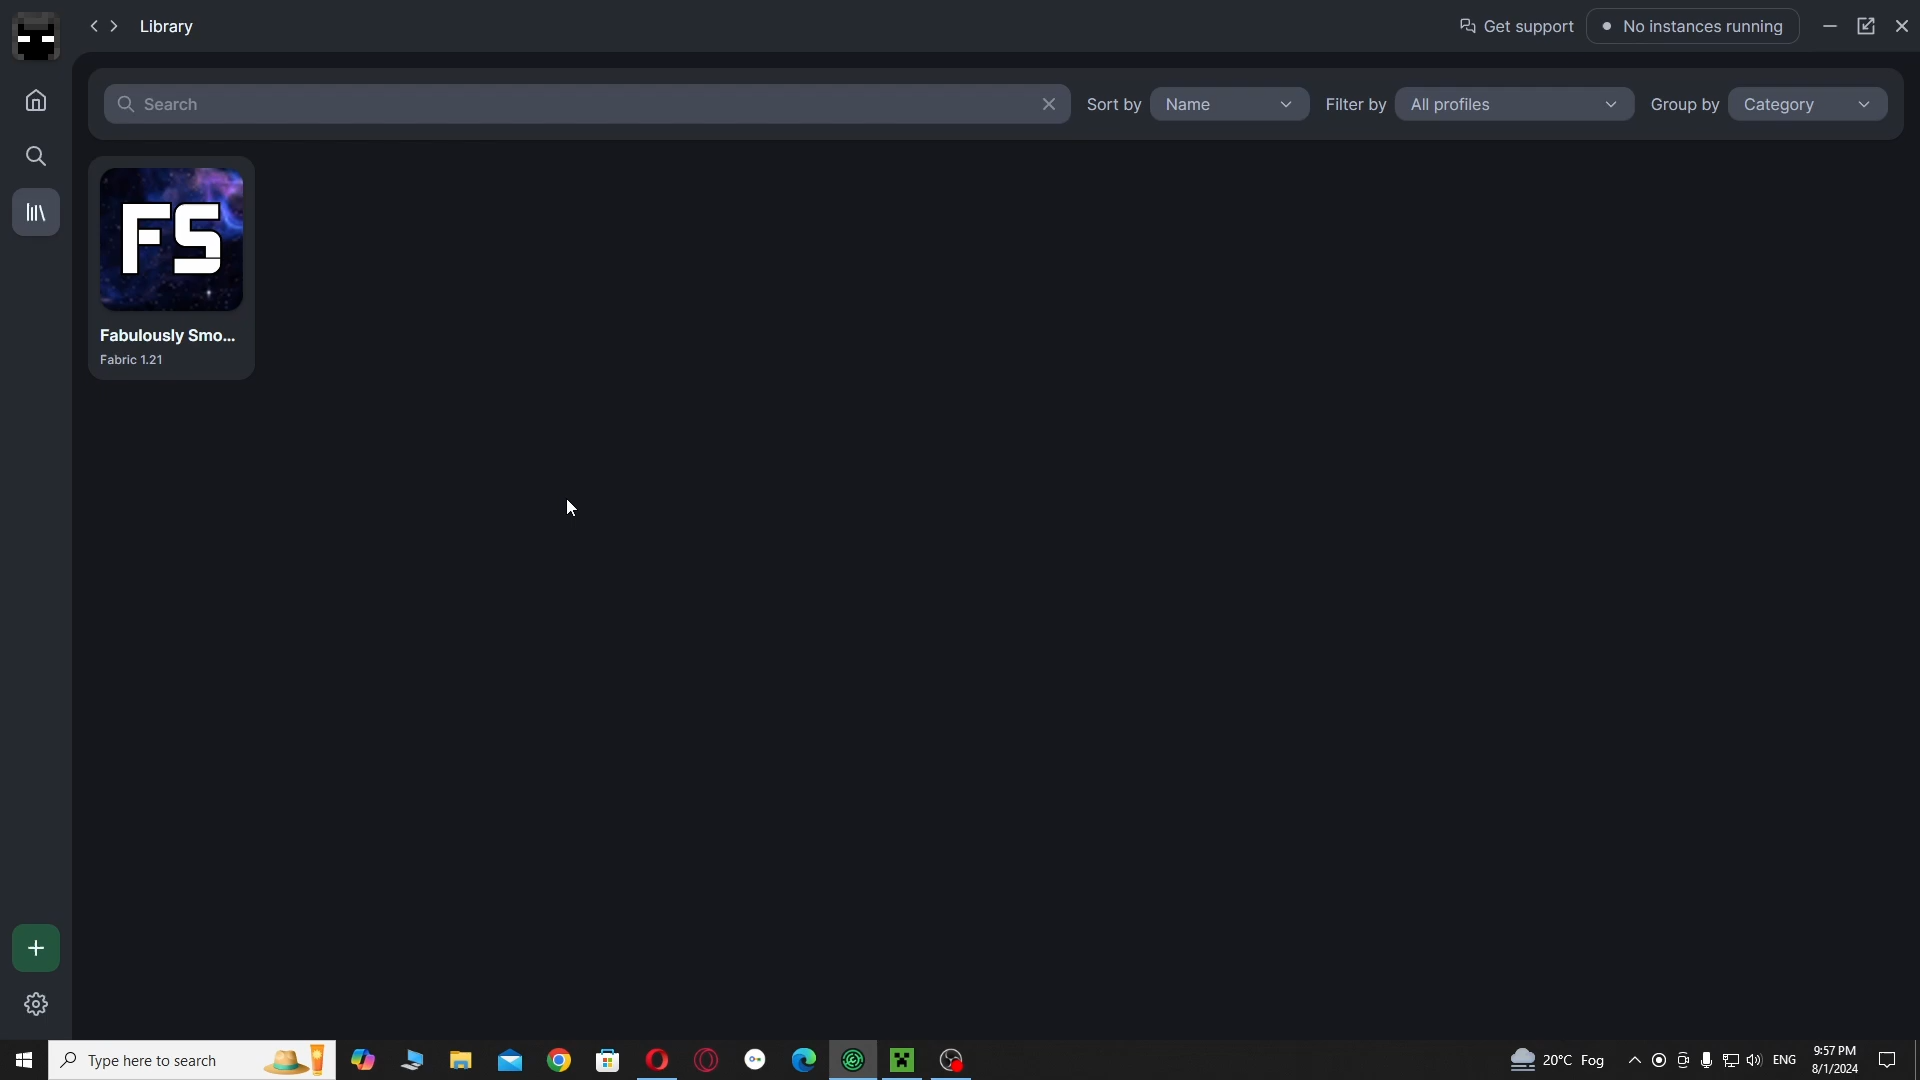 Library
Get support
No instances running
Search
Sort by
Name
Filter by
All profiles
Group by
Category
FS
Fabulously Smo...
Fabric 1.21
Type here to search
20°C Fog
ENG
9:57 PM
8/1/2024